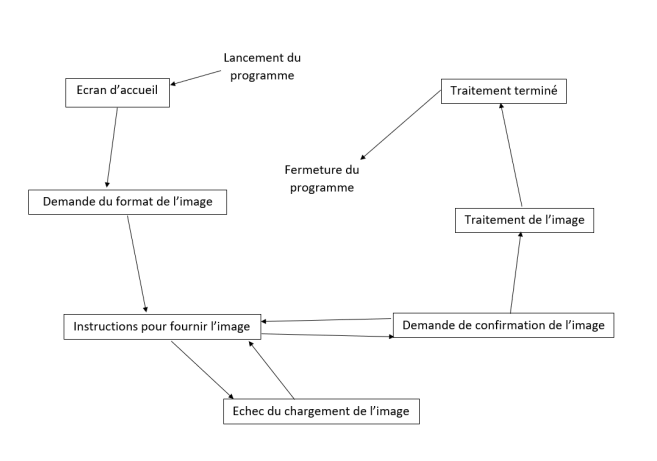 Lancement du
programme
Ecran d’accueil
Traitement terminé
Fermeture du
programme
Demande du format de l’image
Traitement de l’image
Instructions pour fournir l’image
Demande de confirmation de l’image
Echec du chargement de l’image